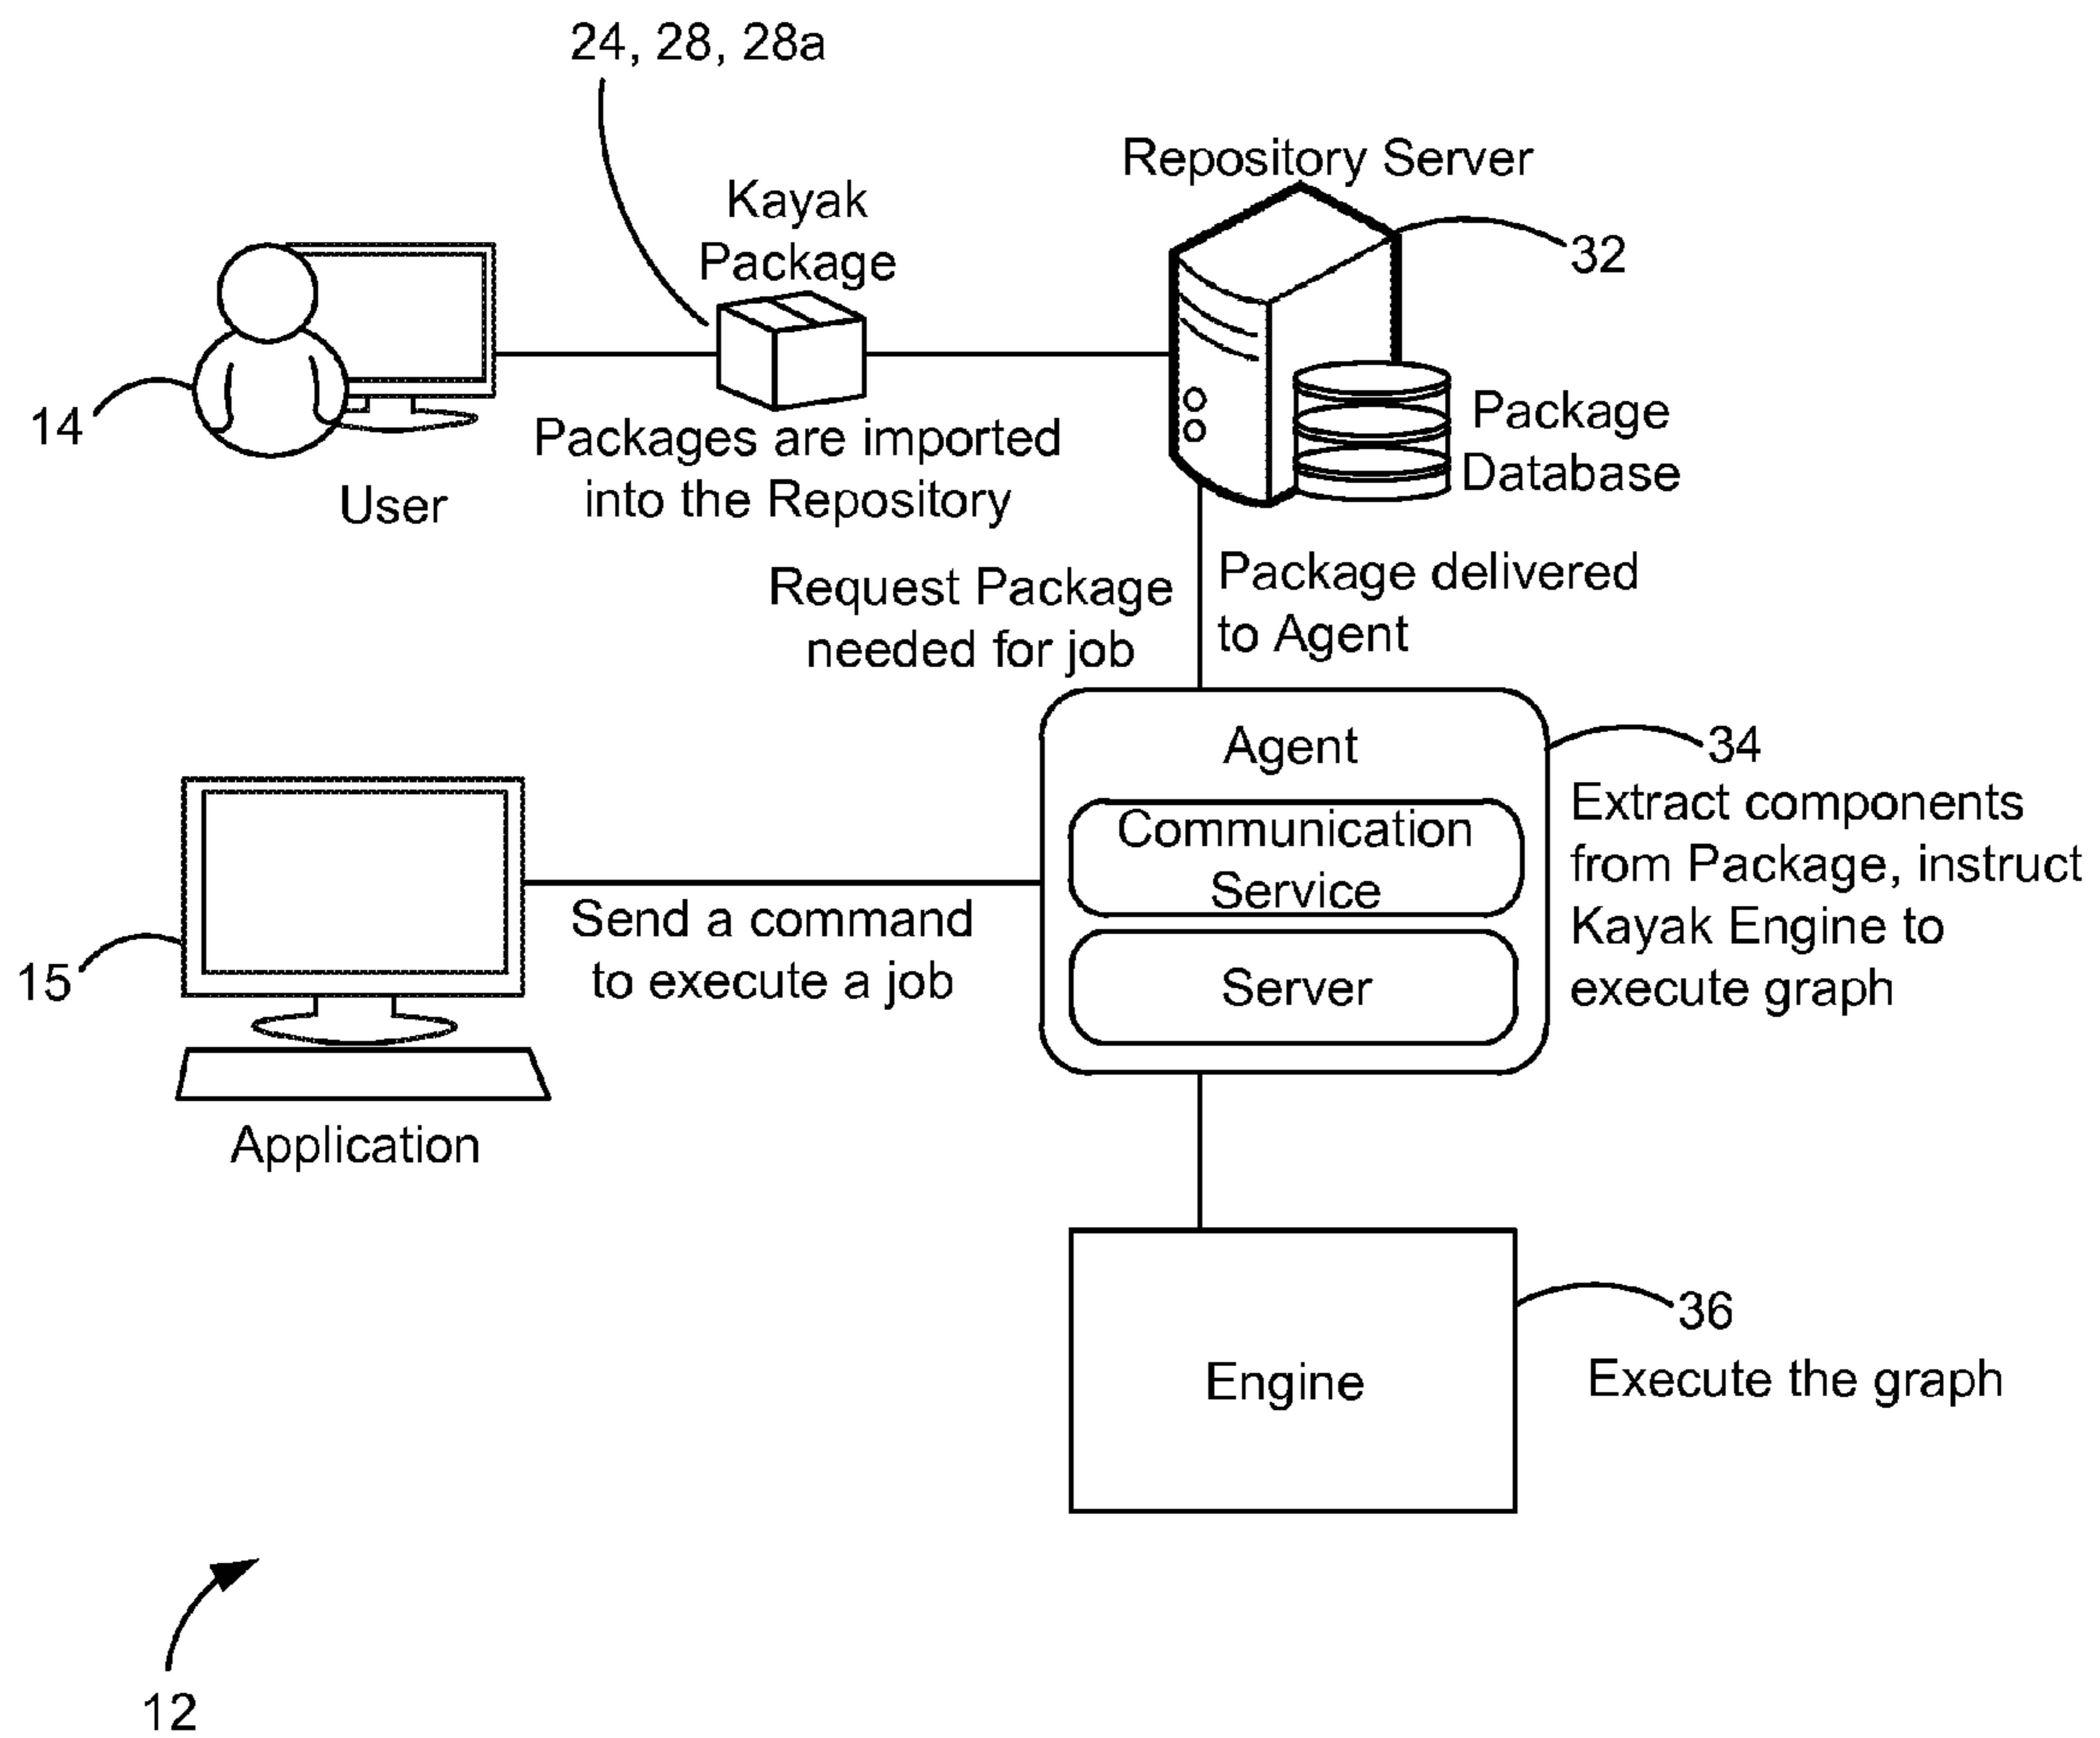 24, 28, 28a
Repository Server
32
Kayak
Package
14
User
Packages are imported
into the Repository
Package
Database
Request Package
needed for job
Package delivered
to Agent
Agent
34
Communication
Service
Server
Extract components
from Package, instruct
Kayak Engine to
execute graph
15
Send a command
to execute a job
Application
Engine
36
Execute the graph
12